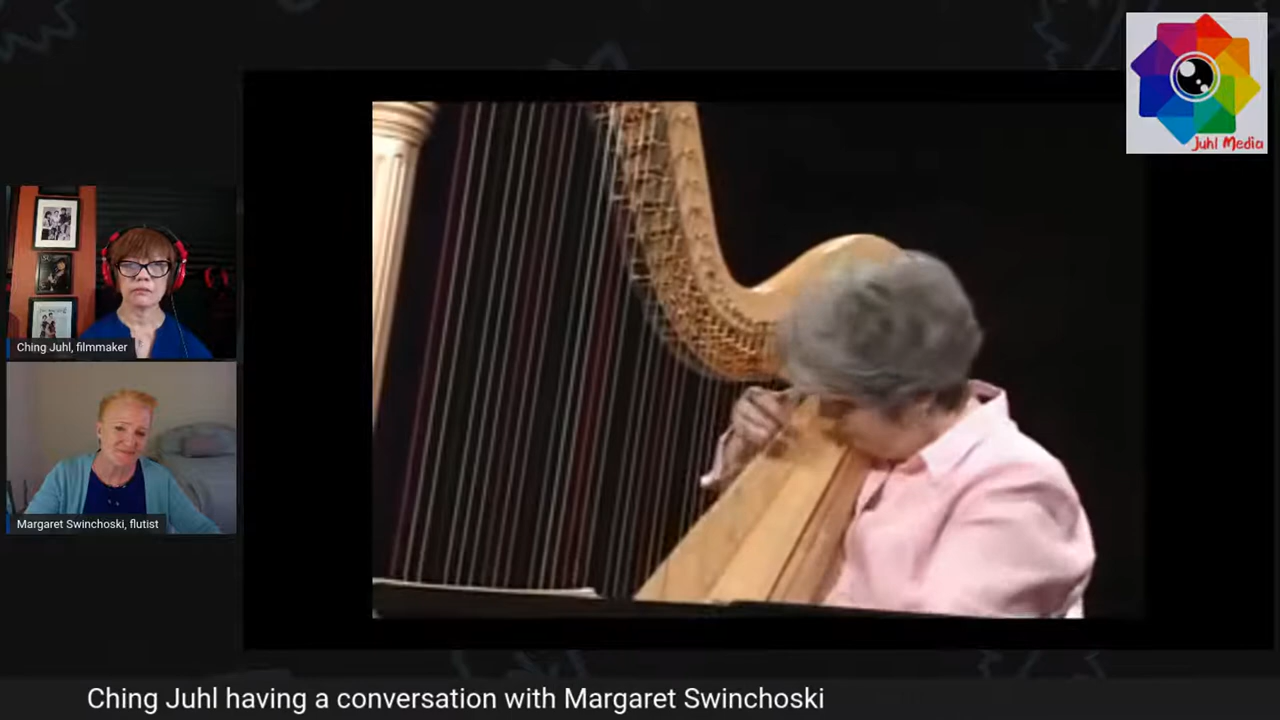 Juhl Media
Ching Juhl, filmmaker
Margaret Swinchoski, flutist
Ching Juhl having a conversation with Margaret Swinchoski